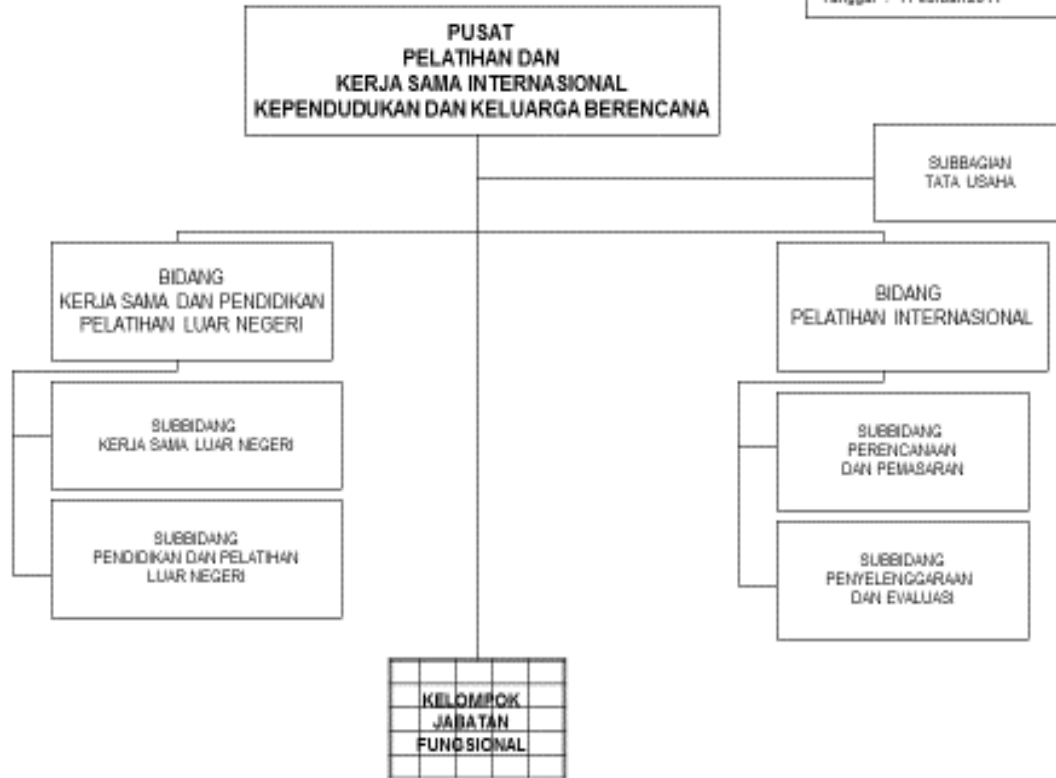 PUSAT
PELATIHAN DAN
KERJA SAMA INTERNASIONAL
KEPENDUDUKAN DAN KELUARGA BERENCANA
SUBBAGIAN
TATA USAHA
BIDANG
KERJA SAMA DAN PENDIDIKAN
PELATIHAN LUAR NEGERI
BIDANG
PELATIHAN INTERNASIONAL
SUBBIDANG
KERJA SAMA LUAR NEGERI
SUBBIDANG
PERENCANAAN
DAN PEMASARAN
SUBBIDANG
PENDIDIKAN DAN PELATIHAN
LUAR NEGERI
SUBBIDANG
PENYELENGGARAAN
DAN EVALUASI
KELOMPOK
JABATAN
FUNGSIONAL